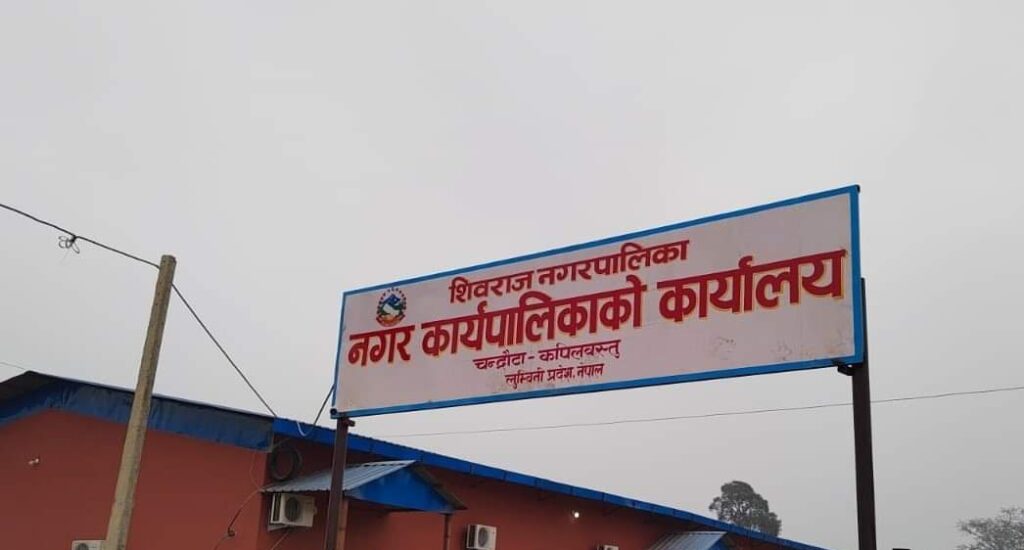 शिवराज नगरपालिका
नगर कार्यपालिकाको कार्यालय
चन्द्रौटा - कपिलवस्तु
लुम्विनी प्रदेश, नेपाल